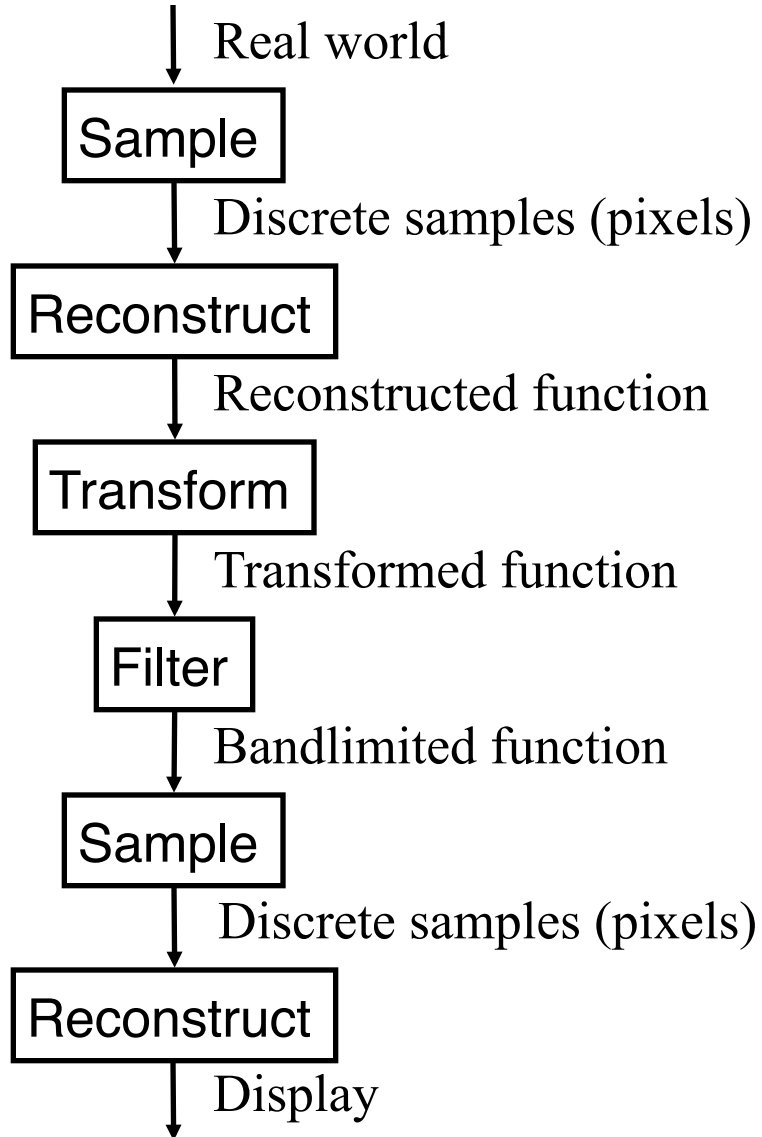 Real world
Sample
Discrete samples (pixels)
Reconstruct
Reconstructed function
Transform
Transformed function
Filter
Bandlimited function
Sample
Discrete samples (pixels)
Reconstruct
Display